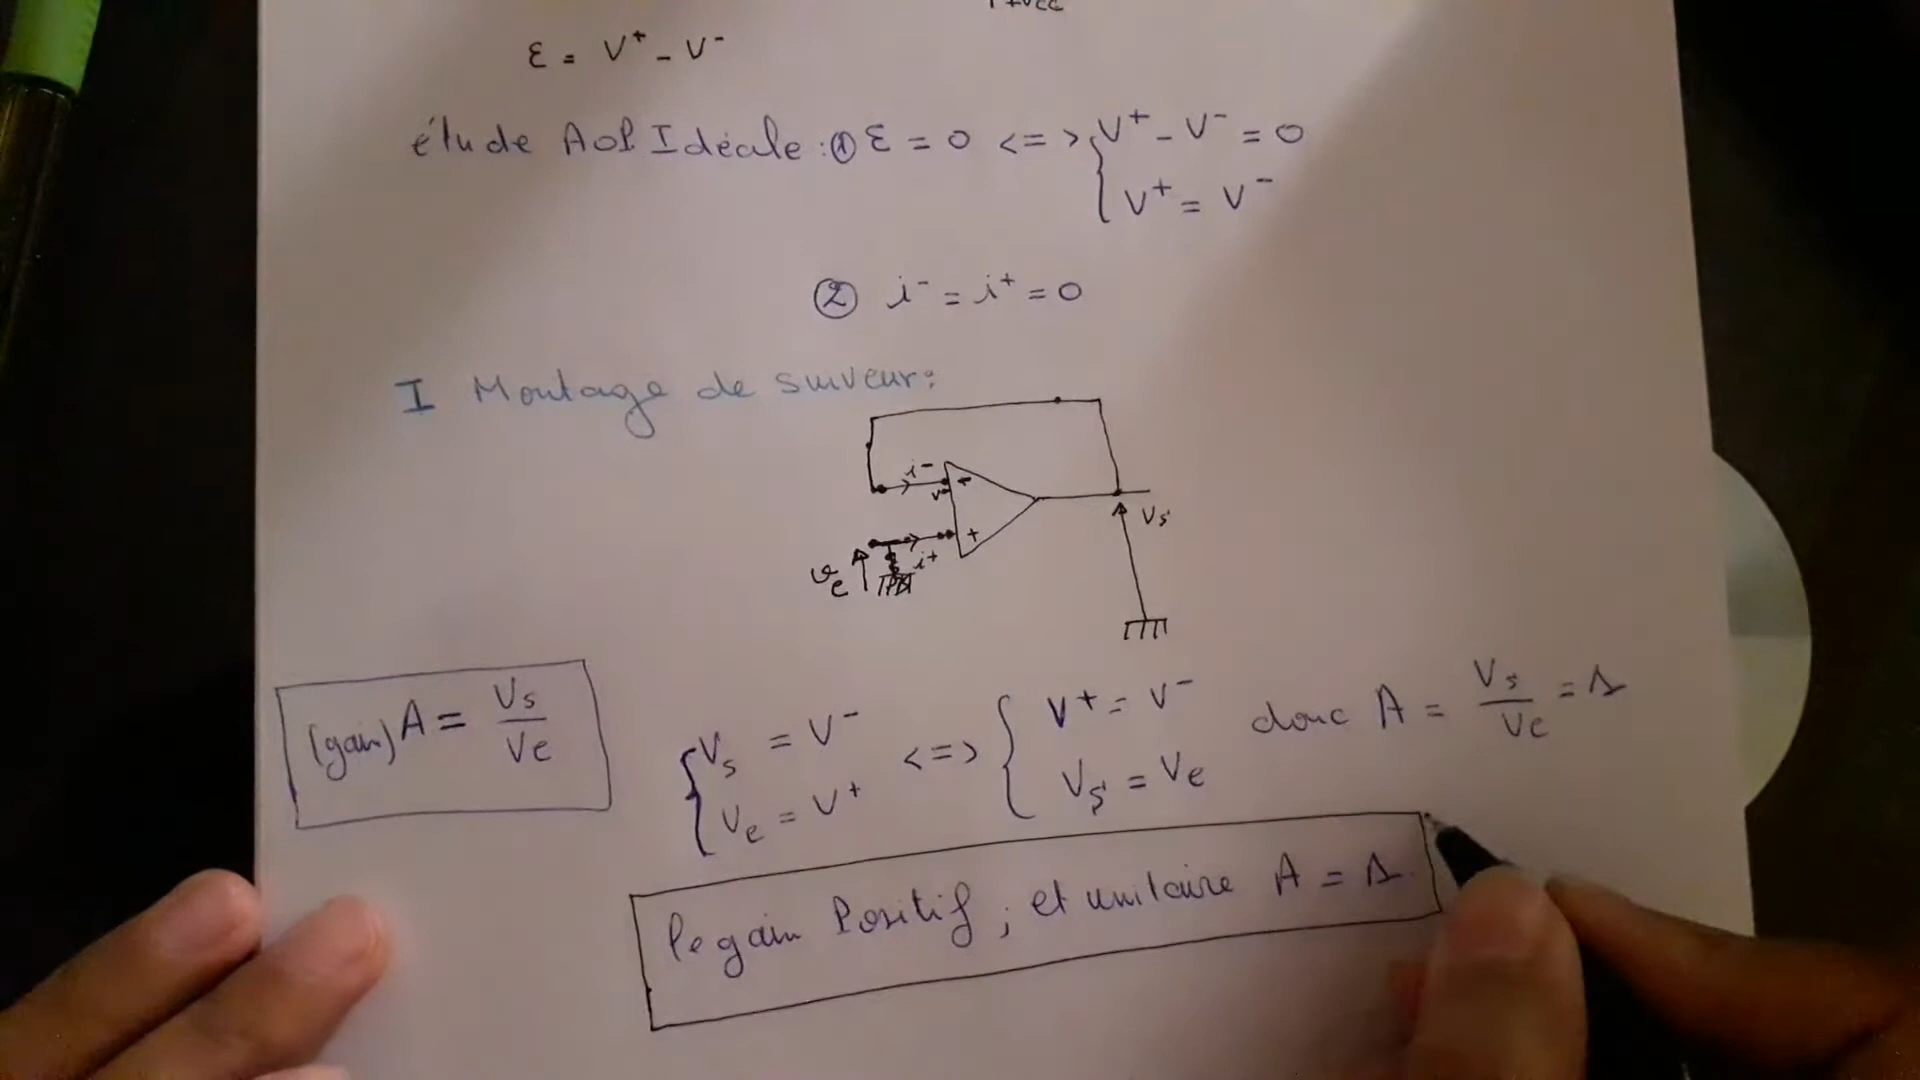 +Vcc
ε = V⁺ - V⁻
étude AOP Idéale : ① ε = 0 <=> { V⁺ - V⁻ = 0
V⁺ = V⁻
② i⁻ = i⁺ = 0
I Montage de suiveur:
i⁻
-
V⁻
+
i⁺
Vs
ve
(gain) A = Vs / Ve
{ Vs = V⁻ <=> { V⁺ = V⁻ donc A = Vs / Ve = 1
Ve = V⁺ Vs = Ve
le gain Positif ; et unitaire A = 1